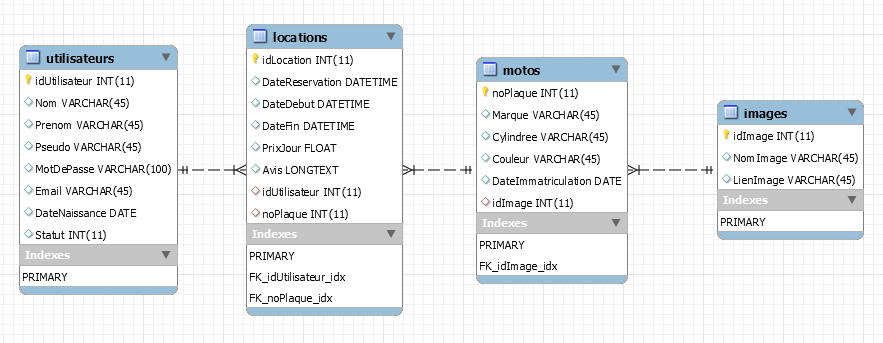 utilisateurs
idUtilisateur INT(11)
Nom VARCHAR(45)
Prenom VARCHAR(45)
Pseudo VARCHAR(45)
MotDePasse VARCHAR(100)
Email VARCHAR(45)
DateNaissance DATE
Statut INT(11)
Indexes
PRIMARY
locations
idLocation INT(11)
DateReservation DATETIME
DateDebut DATETIME
DateFin DATETIME
PrixJour FLOAT
Avis LONGTEXT
idUtilisateur INT(11)
noPlaque INT(11)
Indexes
PRIMARY
FK_idUtilisateur_idx
FK_noPlaque_idx
motos
noPlaque INT(11)
Marque VARCHAR(45)
Cylindree VARCHAR(45)
Couleur VARCHAR(45)
DateImmatriculation DATE
idImage INT(11)
Indexes
PRIMARY
FK_idImage_idx
images
idImage INT(11)
NomImage VARCHAR(45)
LienImage VARCHAR(45)
Indexes
PRIMARY